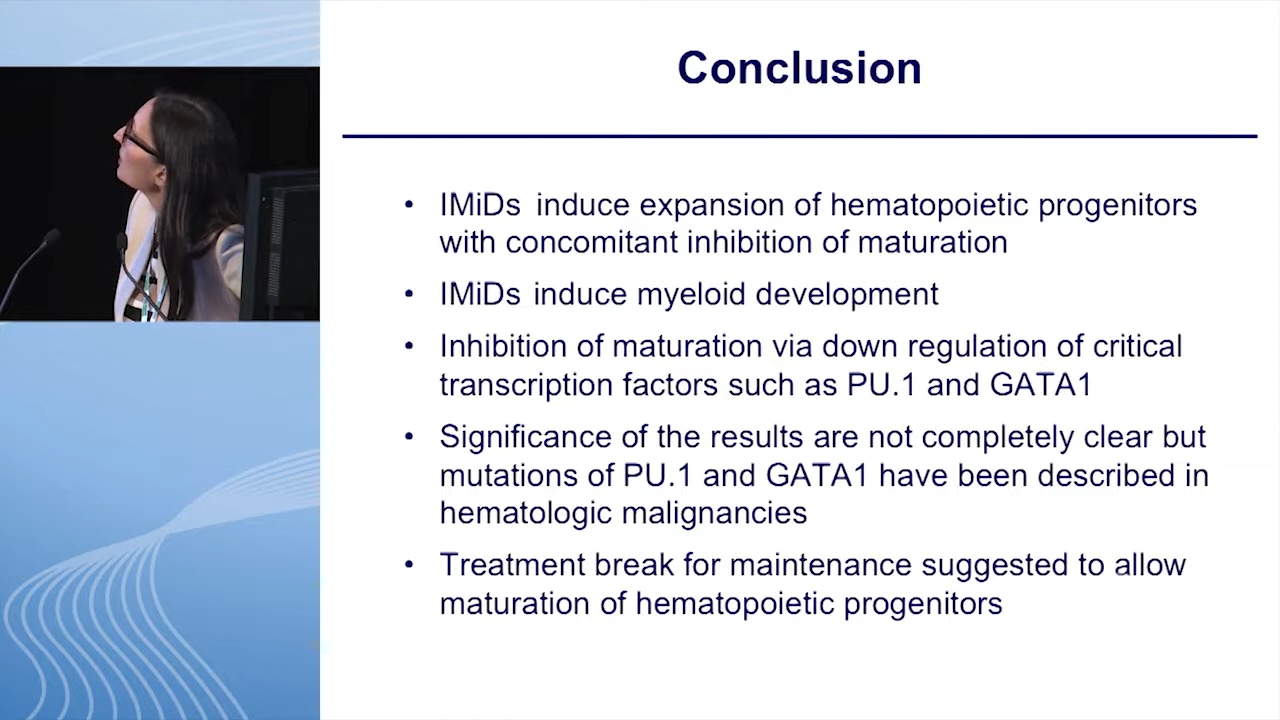 Conclusion
• IMiDs induce expansion of hematopoietic progenitors
with concomitant inhibition of maturation
• IMiDs induce myeloid development
• Inhibition of maturation via down regulation of critical
transcription factors such as PU.1 and GATA1
• Significance of the results are not completely clear but
mutations of PU.1 and GATA1 have been described in
hematologic malignancies
• Treatment break for maintenance suggested to allow
maturation of hematopoietic progenitors